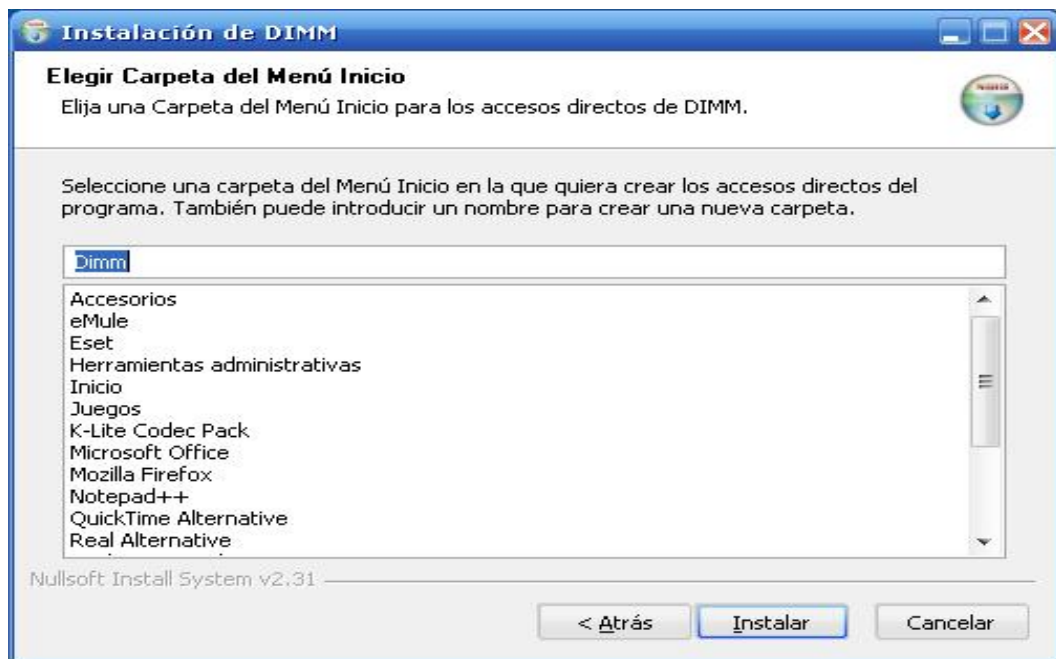 Instalación de DIMM
Elegir Carpeta del Menú Inicio
Elija una Carpeta del Menú Inicio para los accesos directos de DIMM.
Seleccione una carpeta del Menú Inicio en la que quiera crear los accesos directos del
programa. También puede introducir un nombre para crear una nueva carpeta.
Dimm
Accesorios
eMule
Eset
Herramientas administrativas
Inicio
Juegos
K-Lite Codec Pack
Microsoft Office
Mozilla Firefox
Notepad++
QuickTime Alternative
Real Alternative
Nullsoft Install System v2.31
< Atrás Instalar Cancelar